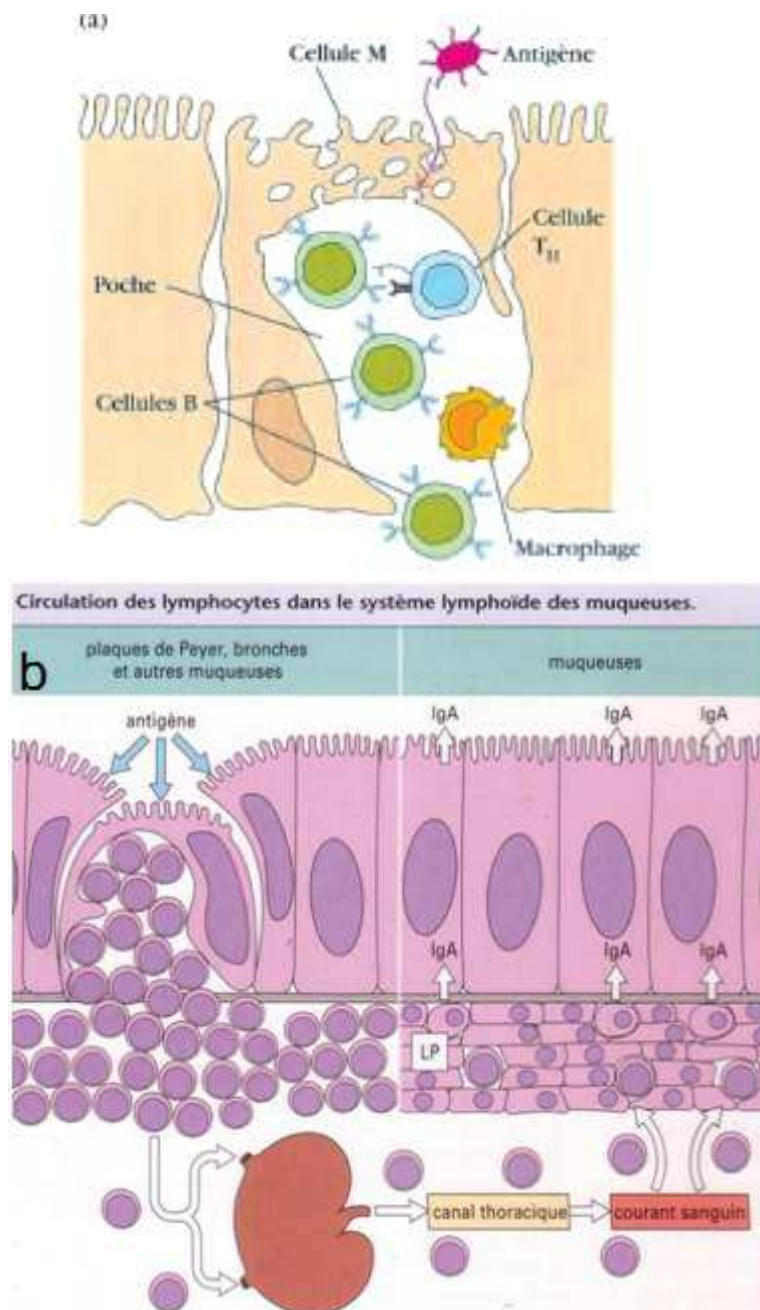 (a)
Cellule M
Antigène
Cellule
T_H
Poche
Cellules B
Macrophage
Circulation des lymphocytes dans le système lymphoïde des muqueuses.
b
plaques de Peyer, bronches
et autres muqueuses
muqueuses
antigène
IgA
IgA
IgA
IgA
IgA
IgA
LP
canal thoracique
courant sanguin